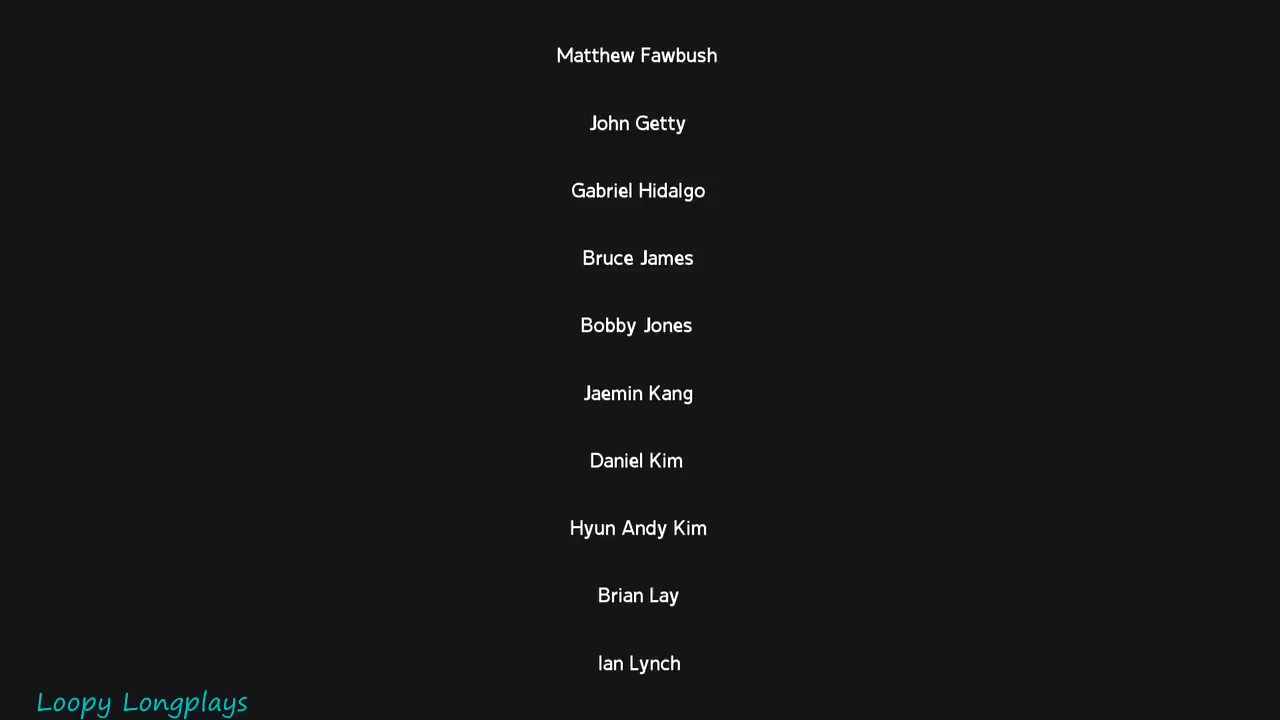 Matthew Fawbush
John Getty
Gabriel Hidalgo
Bruce James
Bobby Jones
Jaemin Kang
Daniel Kim
Hyun Andy Kim
Brian Lay
Ian Lynch
Loopy Longplays